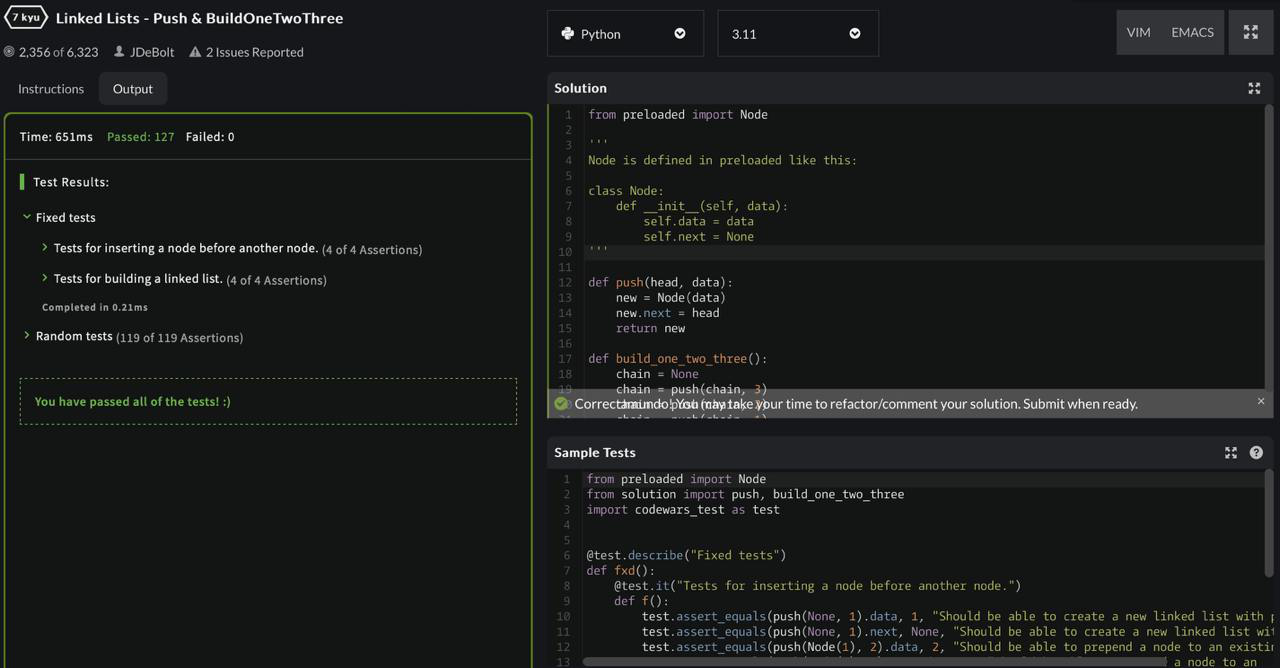 7 kyu Linked Lists - Push & BuildOneTwoThree
2,356 of 6,323 JDeBolt 2 Issues Reported
Instructions Output
Time: 651ms Passed: 127 Failed: 0
Test Results:
Fixed tests
Tests for inserting a node before another node. (4 of 4 Assertions)
Tests for building a linked list. (4 of 4 Assertions)
Completed in 0.21ms
Random tests (119 of 119 Assertions)
You have passed all of the tests! :)
Python 3.11 VIM EMACS
Solution
1 from preloaded import Node
2
3 '''
4 Node is defined in preloaded like this:
5
6 class Node:
7     def __init__(self, data):
8         self.data = data
9         self.next = None
10 '''
11
12 def push(head, data):
13     new = Node(data)
14     new.next = head
15     return new
16
17 def build_one_two_three():
18     chain = None
19     chain = push(chain, 3)
Correctamundo! You may take your time to refactor/comment your solution. Submit when ready. ×
Sample Tests
1 from preloaded import Node
2 from solution import push, build_one_two_three
3 import codewars_test as test
4
5
6 @test.describe("Fixed tests")
7 def fxd():
8     @test.it("Tests for inserting a node before another node.")
9     def f():
10         test.assert_equals(push(None, 1).data, 1, "Should be able to create a new linked list with
11         test.assert_equals(push(None, 1).next, None, "Should be able to create a new linked list
12         test.assert_equals(push(Node(1), 2).data, 2, "Should be able to prepend a node to an
13 a node to an